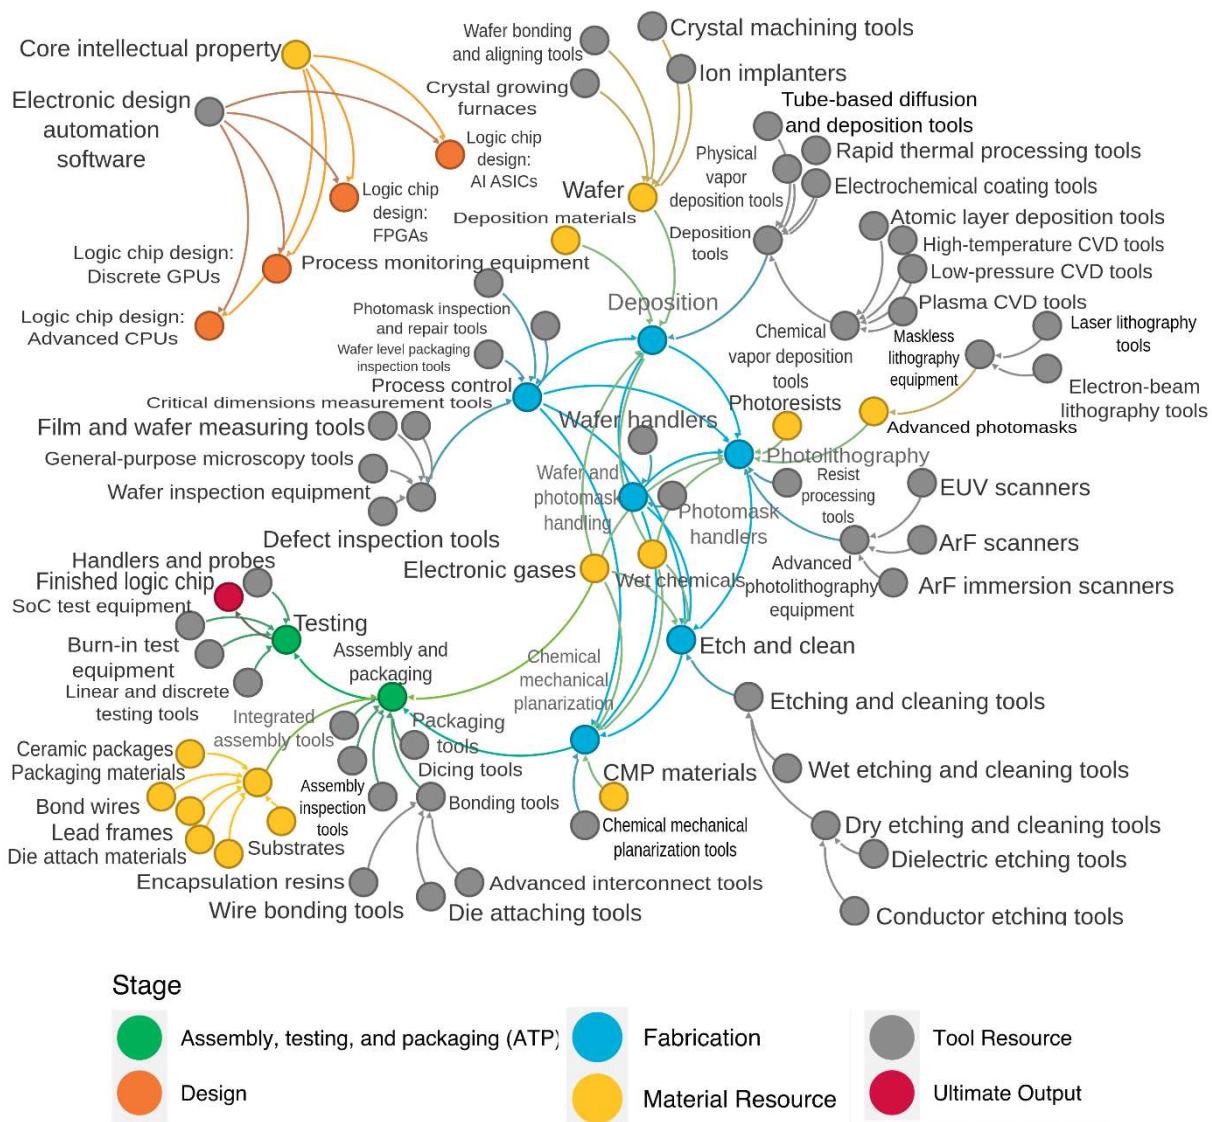 Core intellectual property
Electronic design
automation
software
Logic chip
design:
AI ASICs
Logic chip
design:
FPGAs
Logic chip design:
Discrete GPUs
Logic chip design:
Advanced CPUs
Wafer bonding
and aligning tools
Crystal growing
furnaces
Crystal machining tools
Ion implanters
Wafer
Deposition materials
Tube-based diffusion
and deposition tools
Physical
vapor
deposition tools
Rapid thermal processing tools
Electrochemical coating tools
Deposition
tools
Atomic layer deposition tools
High-temperature CVD tools
Low-pressure CVD tools
Plasma CVD tools
Chemical
vapor deposition
tools
Maskless
lithography
equipment
Laser lithography
tools
Electron-beam
lithography tools
Process monitoring equipment
Photomask inspection
and repair tools
Wafer level packaging
inspection tools
Process control
Deposition
Critical dimensions measurement tools
Film and wafer measuring tools
General-purpose microscopy tools
Wafer inspection equipment
Defect inspection tools
Wafer handlers
Photoresists
Advanced photomasks
Photolithography
Wafer and
photomask
handling
Photomask
handlers
Resist
processing
tools
EUV scanners
ArF scanners
ArF immersion scanners
Advanced
photolithography
equipment
Electronic gases
Wet chemicals
Handlers and probes
Finished logic chip
SoC test equipment
Testing
Burn-in test
equipment
Linear and discrete
testing tools
Assembly and
packaging
Chemical
mechanical
planarization
Etch and clean
Etching and cleaning tools
Wet etching and cleaning tools
Dry etching and cleaning tools
Dielectric etching tools
Conductor etching tools
Integrated
assembly tools
Packaging
tools
Dicing tools
Assembly
inspection
tools
Bonding tools
CMP materials
Chemical mechanical
planarization tools
Ceramic packages
Packaging materials
Bond wires
Lead frames
Die attach materials
Substrates
Encapsulation resins
Wire bonding tools
Advanced interconnect tools
Die attaching tools
Stage
Assembly, testing, and packaging (ATP)
Design
Fabrication
Material Resource
Tool Resource
Ultimate Output